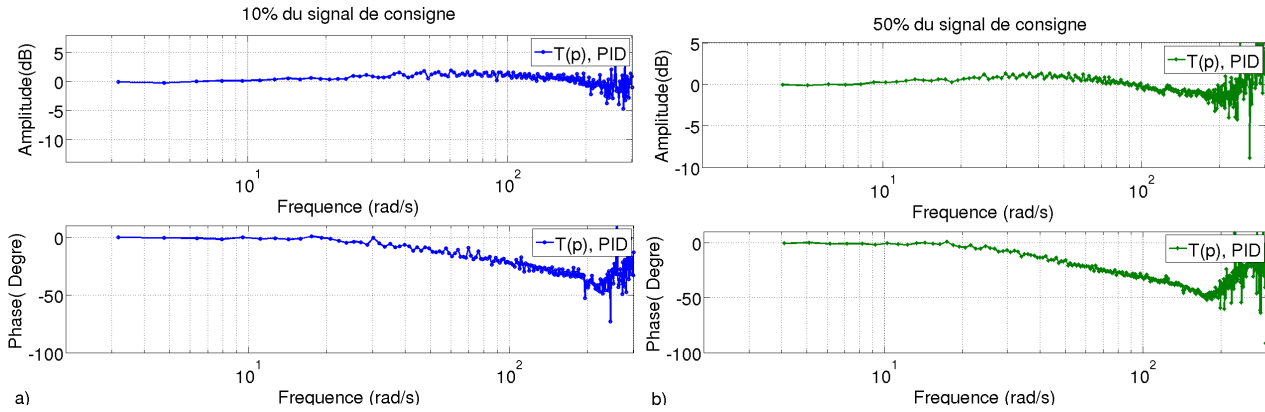 10% du signal de consigne
5
0
-5
-10
Amplitude(dB)
T(p), PID
10^1
10^2
Frequence (rad/s)
0
-50
-100
Phase( Degre)
T(p), PID
10^1
10^2
Frequence (rad/s)
a)
50% du signal de consigne
5
0
-5
-10
Amplitude(dB)
T(p), PID
10^1
10^2
Frequence (rad/s)
0
-50
-100
Phase( Degre)
T(p), PID
10^1
10^2
Frequence (rad/s)
b)